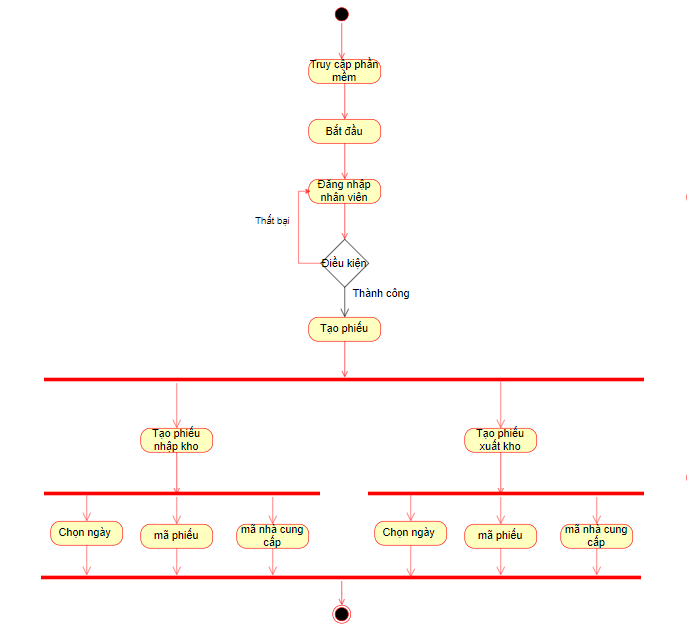 Truy cập phần
mềm
Bắt đầu
Đăng nhập
nhân viên
Thất bại
Điều kiện
Thành công
Tạo phiếu
Tạo phiếu
nhập kho
Tạo phiếu
xuất kho
Chọn ngày
mã phiếu
mã nhà cung
cấp
Chọn ngày
mã phiếu
mã nhà cung
cấp